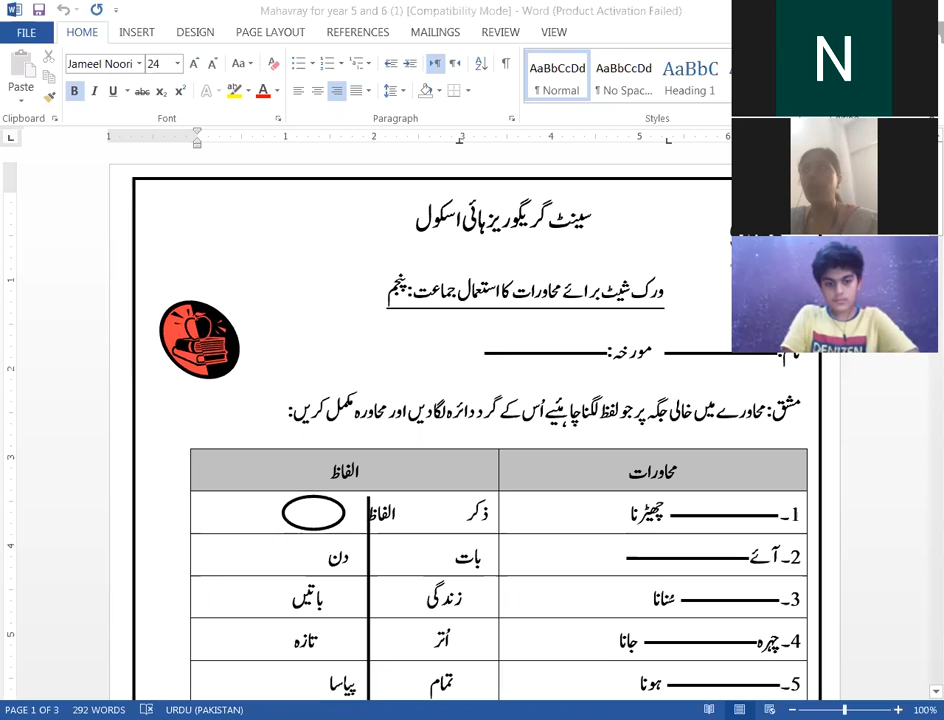 Mahavray for year 5 and 6 (1) [Compatibility Mode] - Word (Product Activation Failed)
FILE HOME INSERT DESIGN PAGE LAYOUT REFERENCES MAILINGS REVIEW VIEW
Jameel Noori 24
AaBbCcDd AaBbCcDd AaBbC
Paste
¶ Normal ¶ No Spac... Heading 1
Clipboard Font Paragraph Styles
N
سینٹ گریگوریز ہائی اسکول
ورک شیٹ برائے محاورات کا استعمال جماعت: پنجم
نام: مورخہ:
مشق: محاورے میں خالی جگہ پر جو لفظ لگنا چاہئیے اُس کے گرد دائرہ لگا دیں اور محاورہ مکمل کریں:
محاورات الفاظ
1۔ چھیڑنا ذکر الفاظ
2۔ آئے بات دن
3۔ سُنانا زندگی باتیں
4۔ چہرہ جانا اُتر تازہ
5۔ ہونا تمام پیاسا
PAGE 1 OF 3 292 WORDS URDU (PAKISTAN) 100%